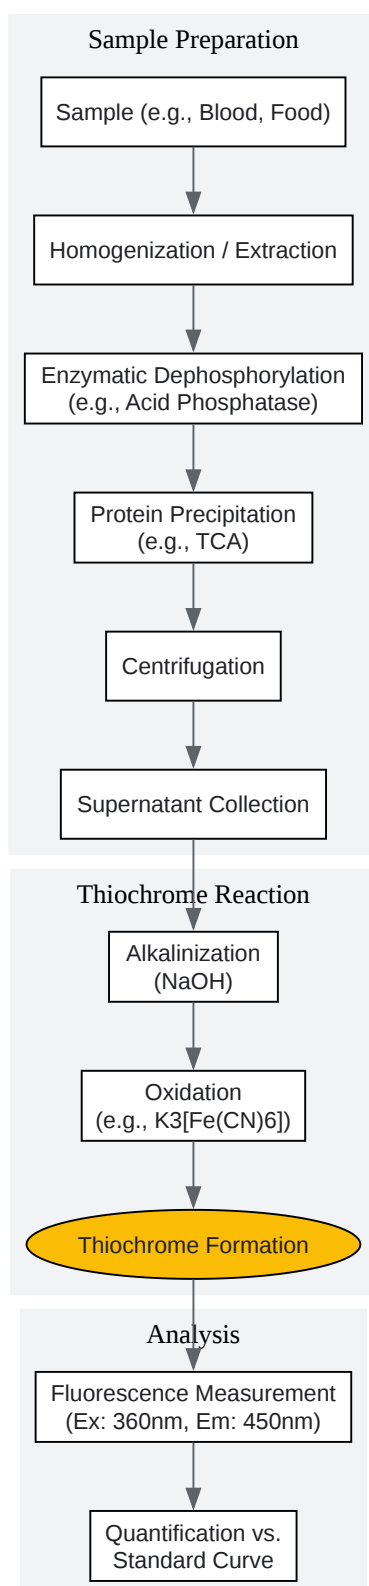 Sample Preparation
Sample (e.g., Blood, Food)
Homogenization / Extraction
Enzymatic Dephosphorylation
(e.g., Acid Phosphatase)
Protein Precipitation
(e.g., TCA)
Centrifugation
Supernatant Collection
Thiochrome Reaction
Alkalinization
(NaOH)
Oxidation
(e.g., K3[Fe(CN)6])
Thiochrome Formation
Analysis
Fluorescence Measurement
(Ex: 360nm, Em: 450nm)
Quantification vs.
Standard Curve